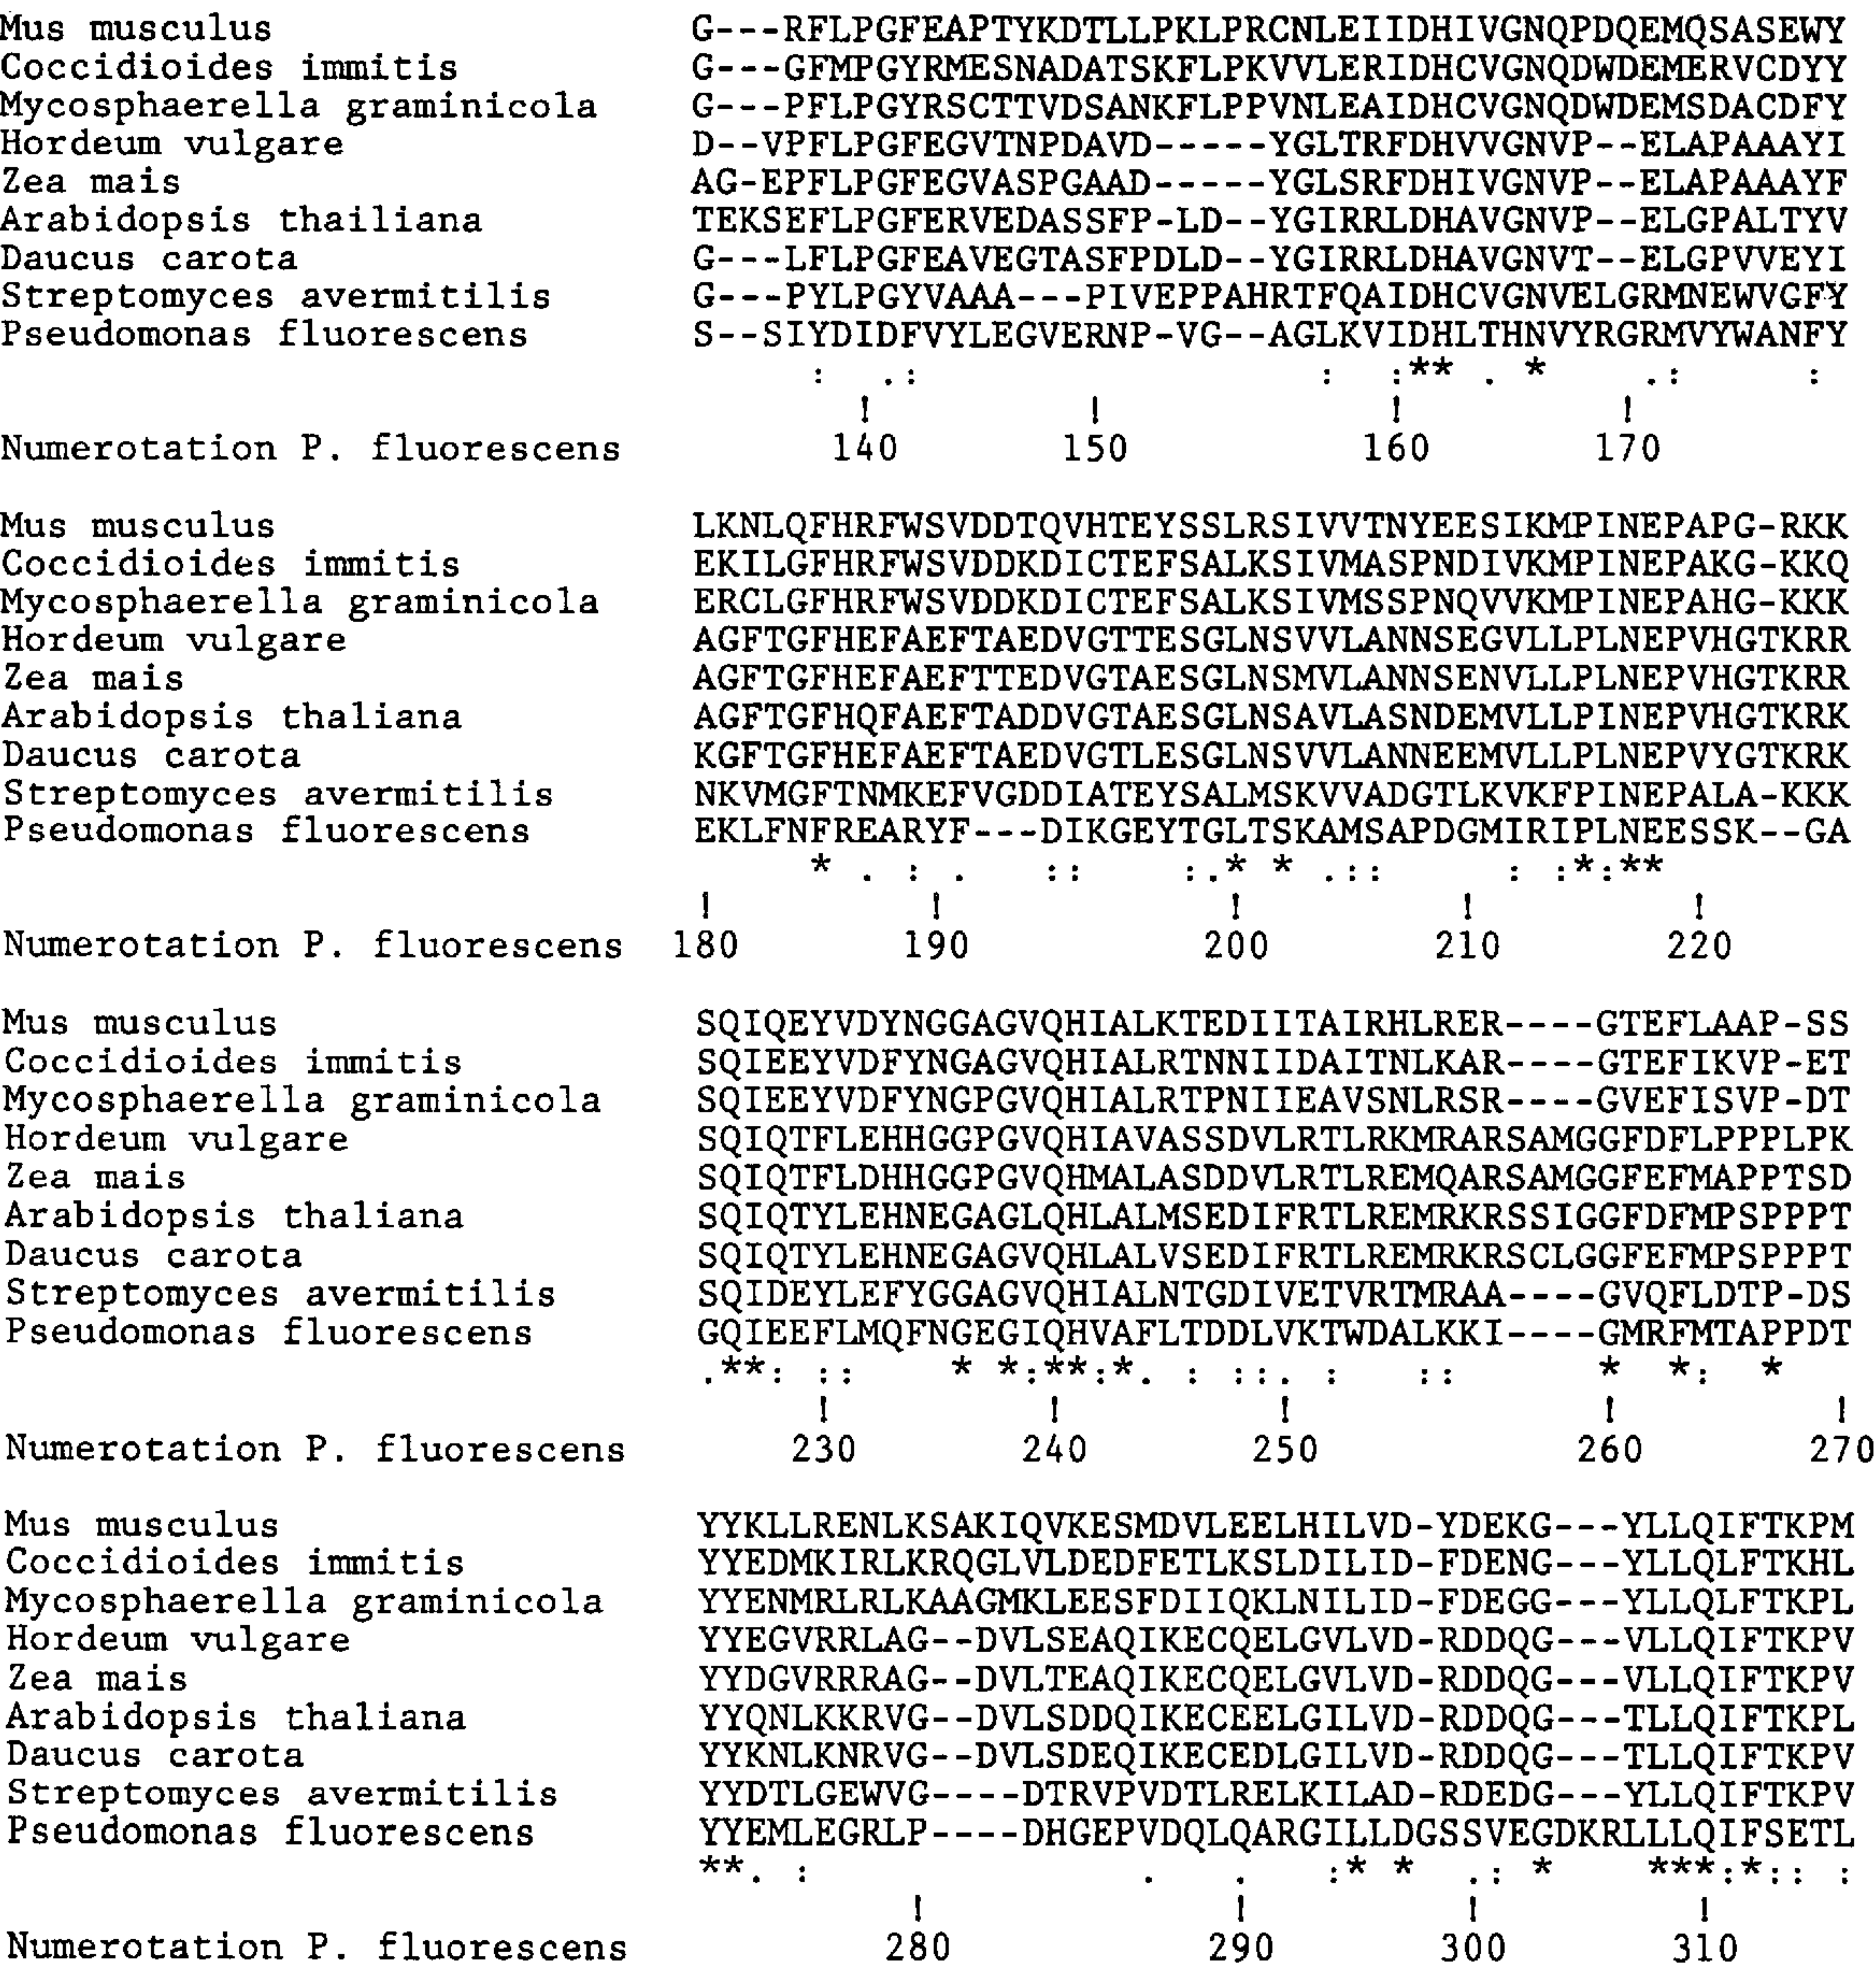 Mus musculus G---RFLPGFEAPTYKDTLLPKLPRCNLEIIDHIVGNQPDQEMQSASEWY
Coccidioides immitis G---GFMPGYRMESNADATSKFLPKVVLERIDHCVGNQDWDEMERVCDYY
Mycosphaerella graminicola G---PFLPGYRSCTTVDSANKFLPPVNLEAIDHCVGNQDWDEMSDACDFY
Hordeum vulgare D--VPFLPGFEGVTNPDAVD-----YGLTRFDHVVGNVP--ELAPAAAYI
Zea mais AG-EPFLPGFEGVASPGAAD-----YGLSRFDHIVGNVP--ELAPAAAYF
Arabidopsis thailiana TEKSEFLPGFERVEDASSFP-LD--YGIRRLDHAVGNVP--ELGPALTYV
Daucus carota G---LFLPGFEAVEGTASFPDLD--YGIRRLDHAVGNVT--ELGPVVEYI
Streptomyces avermitilis G---PYLPGYVAAA---PIVEPPAHRTFQAIDHCVGNVELGRMNEWVGFY
Pseudomonas fluorescens S--SIYDIDFVYLEGVERNP-VG--AGLKVIDHLTHNVYRGRMVYWANFY
: .: : :** . * .: :
! ! ! !
Numerotation P. fluorescens 140 150 160 170
Mus musculus LKNLQFHRFWSVDDTQVHTEYSSLRSIVVTNYEESIKMPINEPAPG-RKK
Coccidioides immitis EKILGFHRFWSVDDKDICTEFSALKSIVMASPNDIVKMPINEPAKG-KKQ
Mycosphaerella graminicola ERCLGFHRFWSVDDKDICTEFSALKSIVMSSPNQVVKMPINEPAHG-KKK
Hordeum vulgare AGFTGFHEFAEFTAEDVGTTESGLNSVVLANNSEGVLLPLNEPVHGTKRR
Zea mais AGFTGFHEFAEFTTEDVGTAESGLNSMVLANNSENVLLPLNEPVHGTKRR
Arabidopsis thaliana AGFTGFHQFAEFTADDVGTAESGLNSAVLASNDEMVLLPINEPVHGTKRK
Daucus carota KGFTGFHEFAEFTAEDVGTLESGLNSVVLANNEEMVLLPLNEPVYGTKRK
Streptomyces avermitilis NKVMGFTNMKEFVGDDIATEYSALMSKVVADGTLKVKFPINEPALA-KKK
Pseudomonas fluorescens EKLFNFREARYF---DIKGEYTGLTSKAMSAPDGMIRIPLNEESSK--GA
* . : . :: :.* * .:: : :*:**
! ! ! ! !
Numerotation P. fluorescens 180 190 200 210 220
Mus musculus SQIQEYVDYNGGAGVQHIALKTEDIITAIRHLRER----GTEFLAAP-SS
Coccidioides immitis SQIEEYVDFYNGAGVQHIALRTNNIIDAITNLKAR----GTEFIKVP-ET
Mycosphaerella graminicola SQIEEYVDFYNGPGVQHIALRTPNIIEAVSNLRSR----GVEFISVP-DT
Hordeum vulgare SQIQTFLEHHGGPGVQHIAVASSDVLRTLRKMRARSAMGGFDFLPPPLPK
Zea mais SQIQTFLDHHGGPGVQHMALASDDVLRTLREMQARSAMGGFEFMAPPTSD
Arabidopsis thaliana SQIQTYLEHNEGAGLQHLALMSEDIFRTLREMRKRSSIGGFDFMPSPPPT
Daucus carota SQIQTYLEHNEGAGVQHLALVSEDIFRTLREMRKRSCLGGFEFMPSPPPT
Streptomyces avermitilis SQIDEYLEFYGGAGVQHIALNTGDIVETVRTMRAA----GVQFLDTP-DS
Pseudomonas fluorescens GQIEEFLMQFNGEGIQHVAFLTDDLVKTWDALKKI----GMRFMTAPPDT
.**: :: * *:**:*. : ::. : :: * *: *
! ! ! ! !
Numerotation P. fluorescens 230 240 250 260 270
Mus musculus YYKLLRENLKSAKIQVKESMDVLEELHILVD-YDEKG---YLLQIFTKPM
Coccidioides immitis YYEDMKIRLKRQGLVLDEDFETLKSLDILID-FDENG---YLLQLFTKHL
Mycosphaerella graminicola YYENMRLRLKAAGMKLEESFDIIQKLNILID-FDEGG---YLLQLFTKPL
Hordeum vulgare YYEGVRRLAG--DVLSEAQIKECQELGVLVD-RDDQG---VLLQIFTKPV
Zea mais YYDGVRRRAG--DVLTEAQIKECQELGVLVD-RDDQG---VLLQIFTKPV
Arabidopsis thaliana YYQNLKKRVG--DVLSDDQIKECEELGILVD-RDDQG---TLLQIFTKPL
Daucus carota YYKNLKNRVG--DVLSDEQIKECEDLGILVD-RDDQG---TLLQIFTKPV
Streptomyces avermitilis YYDTLGEWVG----DTRVPVDTLRELKILAD-RDEDG---YLLQIFTKPV
Pseudomonas fluorescens YYEMLEGRLP----DHGEPVDQLQARGILLDGSSVEGDKRLLLQIFSETL
**. : . . :* * .: * ***:*:: :
! ! ! !
Numerotation P. fluorescens 280 290 300 310